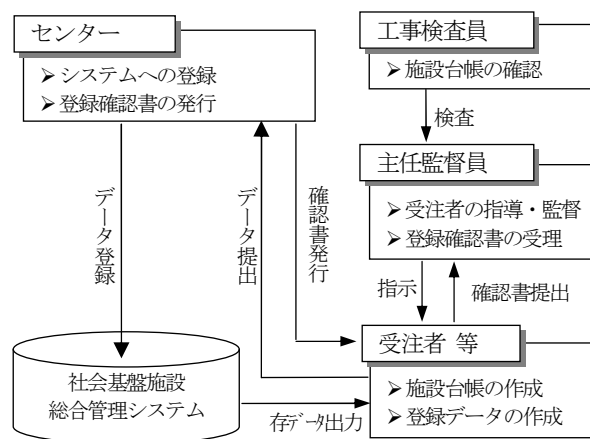 センター
➢ システムへの登録
➢ 登録確認書の発行
工事検査員
➢ 施設台帳の確認
検査
主任監督員
➢ 受注者の指導・監督
➢ 登録確認書の受理
データ登録
データ提出
確認書発行
指示
確認書提出
受注者 等
➢ 施設台帳の作成
➢ 登録データの作成
社会基盤施設
総合管理システム
存データ出力